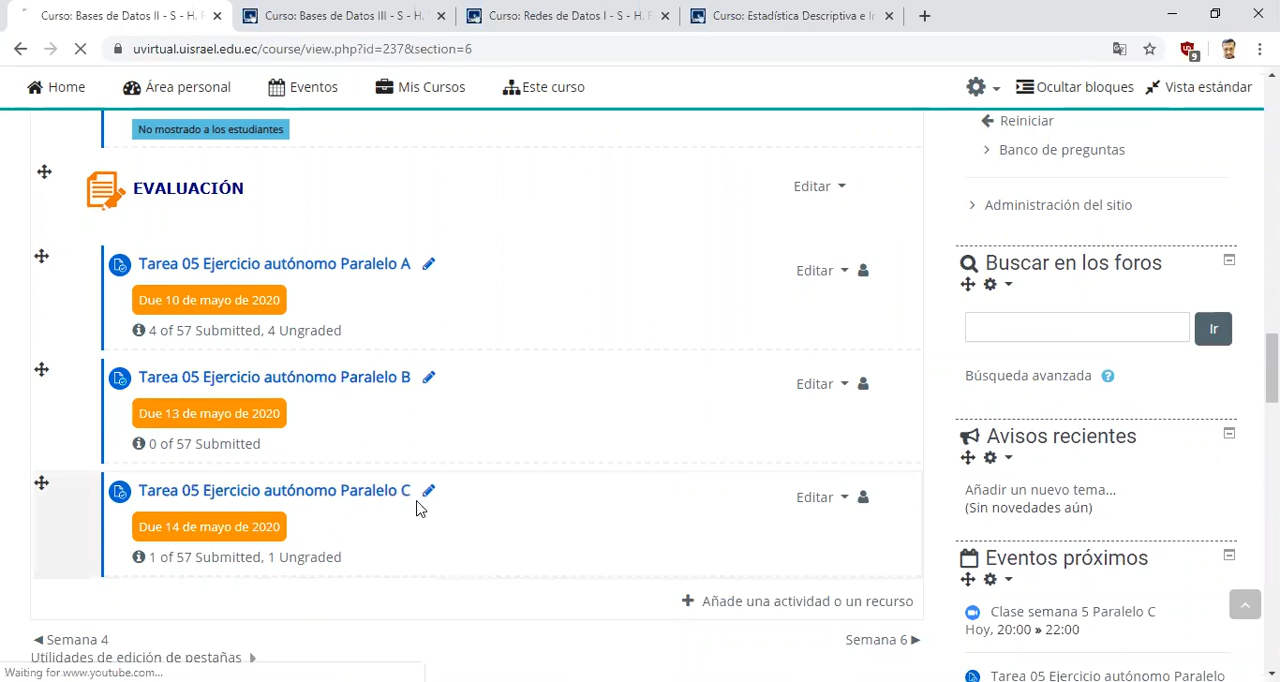 Curso: Bases de Datos II - S - H. F
Curso: Bases de Datos III - S - H.
Curso: Redes de Datos I - S - H. F
Curso: Estadística Descriptiva e In
uvirtual.uisrael.edu.ec/course/view.php?id=237&section=6
9
Home
Área personal
Eventos
Mis Cursos
Este curso
Ocultar bloques
Vista estándar
No mostrado a los estudiantes
EVALUACIÓN
Editar
Tarea 05 Ejercicio autónomo Paralelo A
Editar
Due 10 de mayo de 2020
4 of 57 Submitted, 4 Ungraded
Tarea 05 Ejercicio autónomo Paralelo B
Editar
Due 13 de mayo de 2020
0 of 57 Submitted
Tarea 05 Ejercicio autónomo Paralelo C
Editar
Due 14 de mayo de 2020
1 of 57 Submitted, 1 Ungraded
Añade una actividad o un recurso
Semana 4
Semana 6
Utilidades de edición de pestañas
Waiting for www.youtube.com...
Reiniciar
Banco de preguntas
Administración del sitio
Buscar en los foros
Ir
Búsqueda avanzada
Avisos recientes
Añadir un nuevo tema...
(Sin novedades aún)
Eventos próximos
Clase semana 5 Paralelo C
Hoy, 20:00 » 22:00
Tarea 05 Ejercicio autónomo Paralelo